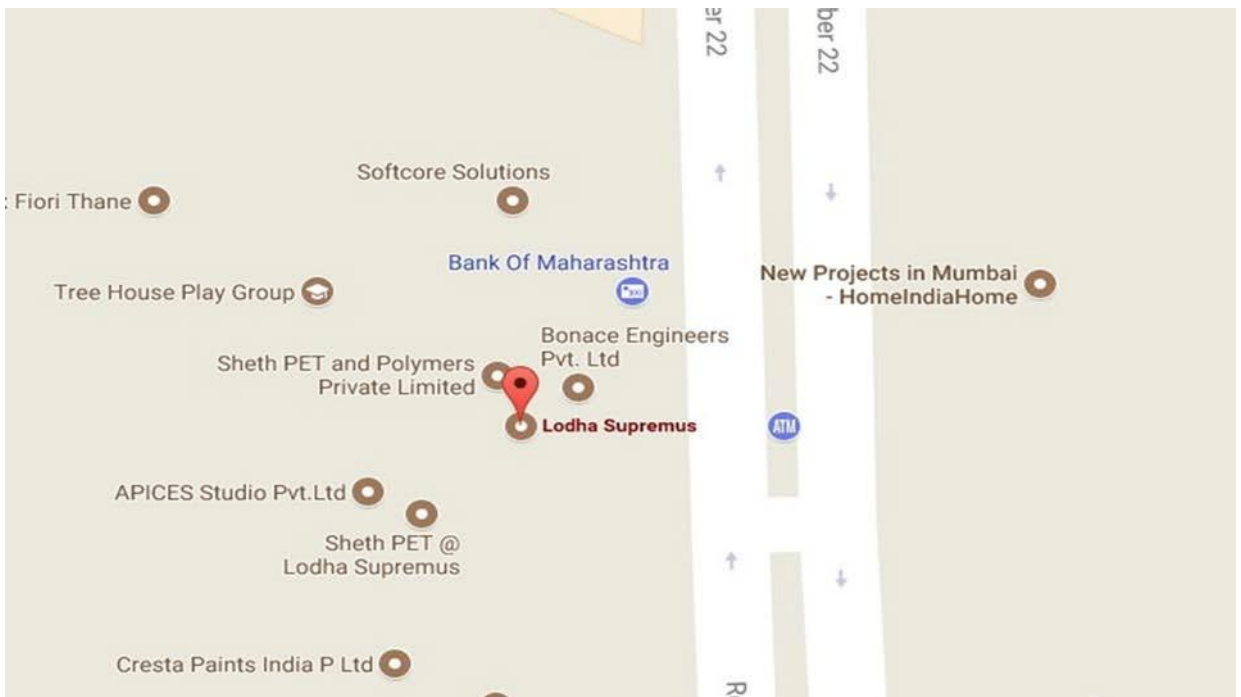 er 22
ber 22
Softcore Solutions
Fiori Thane
Bank Of Maharashtra
New Projects in Mumbai
- HomeIndiaHome
Tree House Play Group
Bonace Engineers
Pvt. Ltd
Sheth PET and Polymers
Private Limited
Lodha Supremus
ATM
APICES Studio Pvt.Ltd
Sheth PET @
Lodha Supremus
Cresta Paints India P Ltd